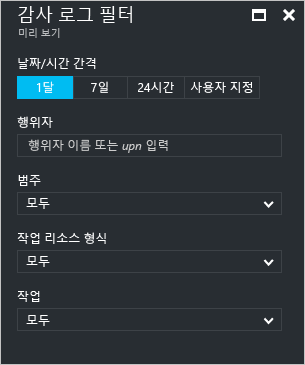 감사 로그 필터
미리 보기
날짜/시간 간격
1달 7일 24시간 사용자 지정
행위자
행위자 이름 또는 upn 입력
범주
모두
작업 리소스 형식
모두
작업
모두